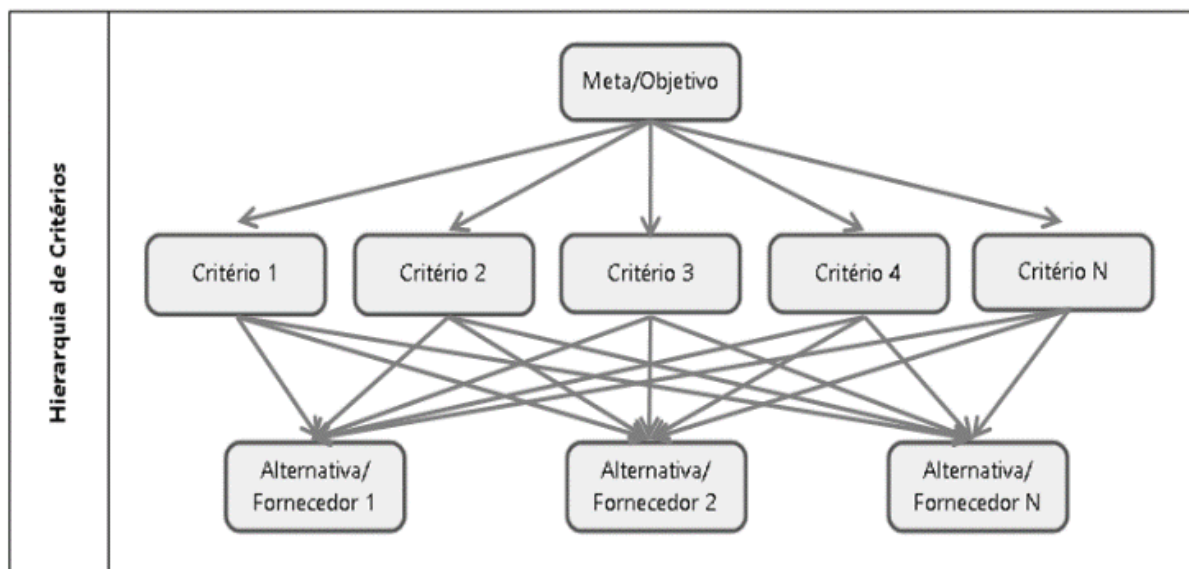 Hierarquia de Critérios
Meta/Objetivo
Critério 1
Critério 2
Critério 3
Critério 4
Critério N
Alternativa/
Fornecedor 1
Alternativa/
Fornecedor 2
Alternativa/
Fornecedor N